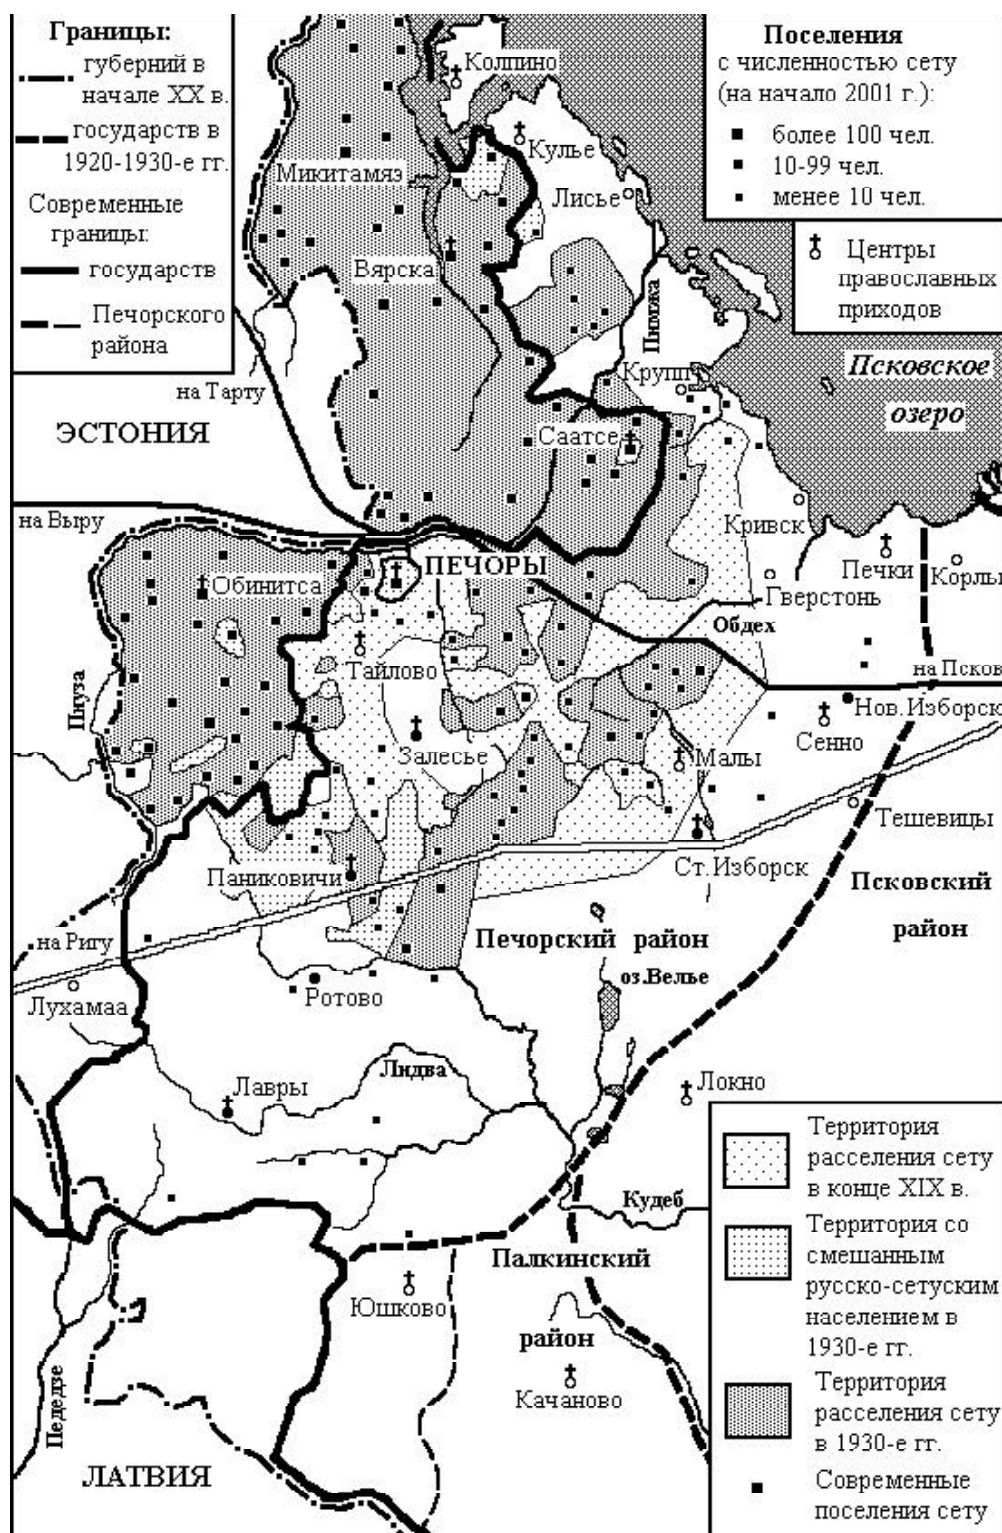 Границы:
губерний в
начале XX в.
государств в
1920-1930-е гг.
Современные
границы:
государств
Печорского
района
Поселения
с численностью сету
(на начало 2001 г.):
более 100 чел.
10-99 чел.
менее 10 чел.
Центры
православных
приходов
Колпино
Кулье
Микитамяэ
Лисье
Вярска
Пимжа
Крупп
Псковское
озеро
на Тарту
ЭСТОНИЯ
Саатсе
на Выру
Кривск
ПЕЧОРЫ
Печки
Корлы
Обинитса
Гверстонь
Обдех
Тайлово
на Псков
Пиуза
Нов.Изборск
Залесье
Малы
Сенно
Тешевицы
Ст.Изборск
Паниковичи
Псковский
район
на Ригу
Печорский район
оз.Велье
Лухамаа
Ротово
Лидва
Лавры
Локно
Кудеб
Палкинский
район
Юшково
Качаново
Педедзе
ЛАТВИЯ
Территория
расселения сету
в конце XIX в.
Территория со
смешанным
русско-сетуским
населением в
1930-е гг.
Территория
расселения сету
в 1930-е гг.
Современные
поселения сету